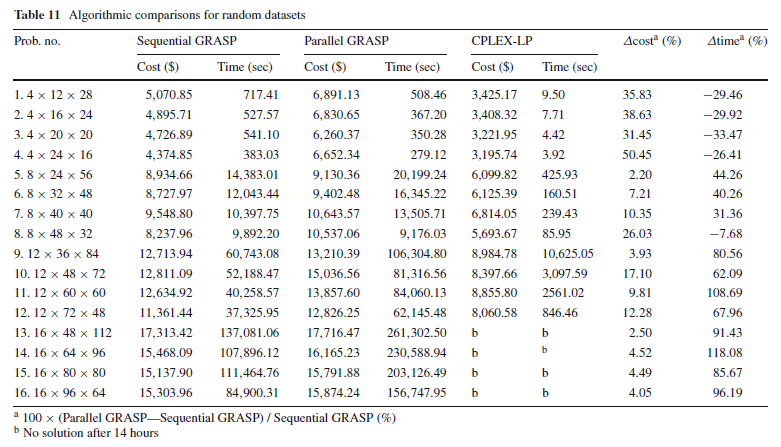 Table 11 Algorithmic comparisons for random datasets
Prob. no. Sequential GRASP Parallel GRASP CPLEX-LP Δcostᵃ (%) Δtimeᵃ (%)
Cost ($) Time (sec) Cost ($) Time (sec) Cost ($) Time (sec)
1. 4 × 12 × 28 5,070.85 717.41 6,891.13 508.46 3,425.17 9.50 35.83 −29.46
2. 4 × 16 × 24 4,895.71 527.57 6,830.65 367.20 3,408.32 7.71 38.63 −29.92
3. 4 × 20 × 20 4,726.89 541.10 6,260.37 350.28 3,221.95 4.42 31.45 −33.47
4. 4 × 24 × 16 4,374.85 383.03 6,652.34 279.12 3,195.74 3.92 50.45 −26.41
5. 8 × 24 × 56 8,934.66 14,383.01 9,130.36 20,199.24 6,099.82 425.93 2.20 44.26
6. 8 × 32 × 48 8,727.97 12,043.44 9,402.48 16,345.22 6,125.39 160.51 7.21 40.26
7. 8 × 40 × 40 9,548.80 10,397.75 10,643.57 13,505.71 6,814.05 239.43 10.35 31.36
8. 8 × 48 × 32 8,237.96 9,892.20 10,537.06 9,176.03 5,693.67 85.95 26.03 −7.68
9. 12 × 36 × 84 12,713.94 60,743.08 13,210.39 106,304.80 8,984.78 10,625.05 3.93 80.56
10. 12 × 48 × 72 12,811.09 52,188.47 15,036.56 81,316.56 8,397.66 3,097.59 17.10 62.09
11. 12 × 60 × 60 12,634.92 40,258.57 13,857.60 84,060.13 8,855.80 2561.02 9.81 108.69
12. 12 × 72 × 48 11,361.44 37,325.95 12,826.25 62,145.48 8,060.58 846.46 12.28 67.96
13. 16 × 48 × 112 17,313.42 137,081.06 17,716.47 261,302.50 b b 2.50 91.43
14. 16 × 64 × 96 15,468.09 107,896.12 16,165.23 230,588.94 b ᵇ 4.52 118.08
15. 16 × 80 × 80 15,137.90 111,464.76 15,791.88 203,126.49 b b 4.49 85.67
16. 16 × 96 × 64 15,303.96 84,900.31 15,874.24 156,747.95 b b 4.05 96.19
ᵃ 100 × (Parallel GRASP—Sequential GRASP) / Sequential GRASP (%)
ᵇ No solution after 14 hours